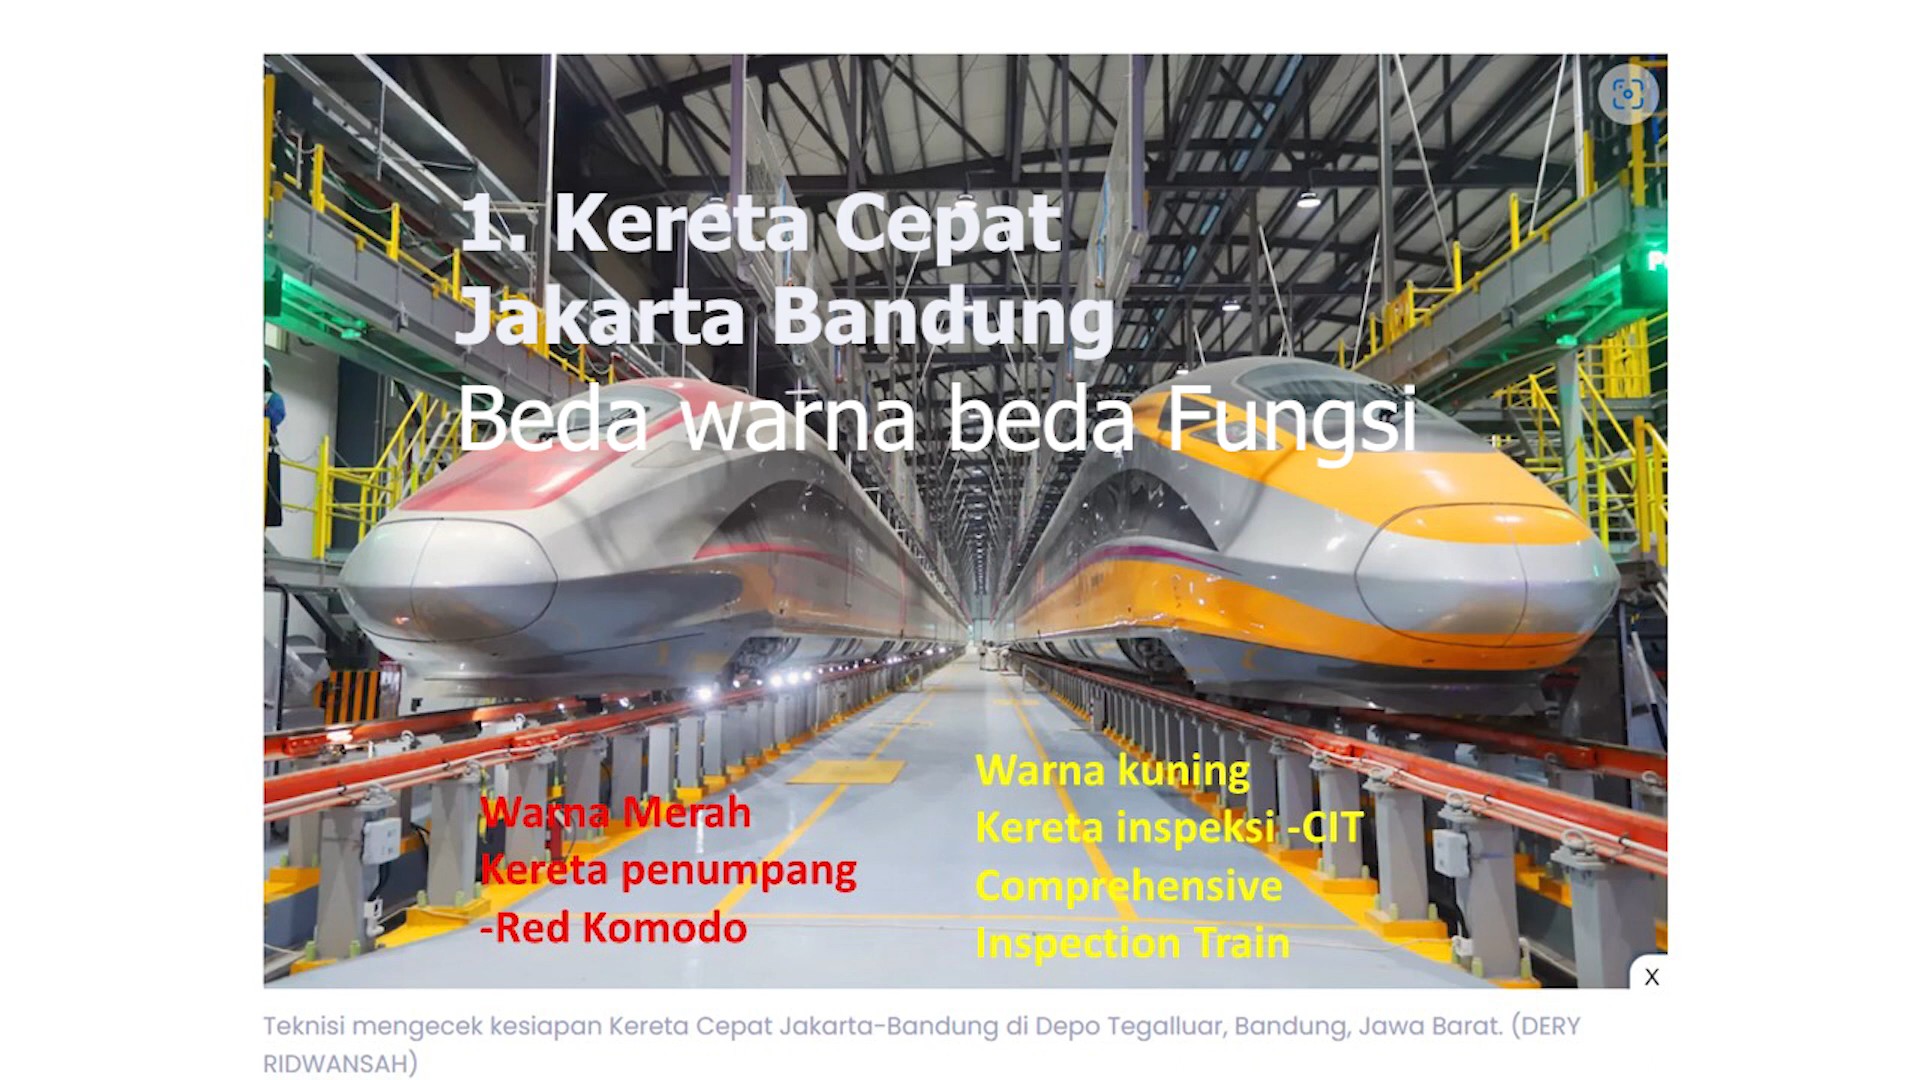 1. Kereta Cepat
Jakarta Bandung
Beda warna beda Fungsi
Warna Merah
Kereta penumpang
-Red Komodo
Warna kuning
Kereta inspeksi -CIT
Comprehensive
Inspection Train
X
Teknisi mengecek kesiapan Kereta Cepat Jakarta-Bandung di Depo Tegalluar, Bandung, Jawa Barat. (DERY
RIDWANSAH)